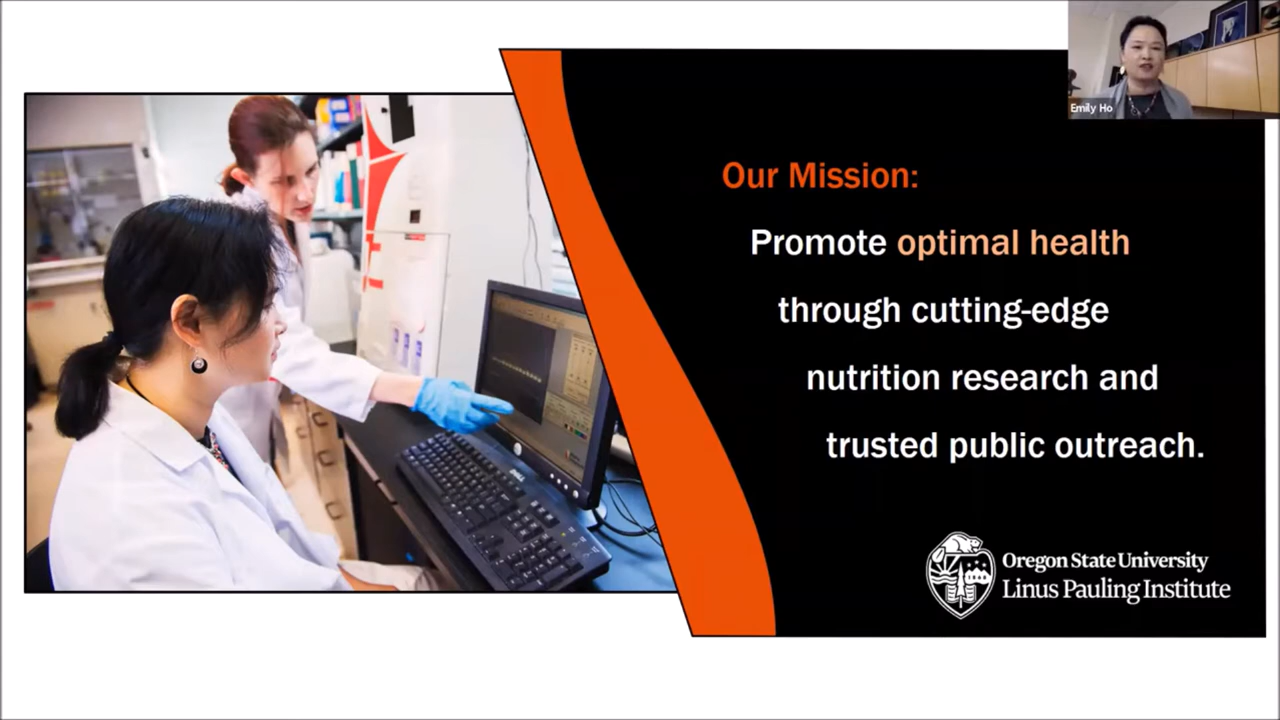 Emily Ho
Our Mission:
Promote optimal health
through cutting-edge
nutrition research and
trusted public outreach.
Oregon State University
Linus Pauling Institute